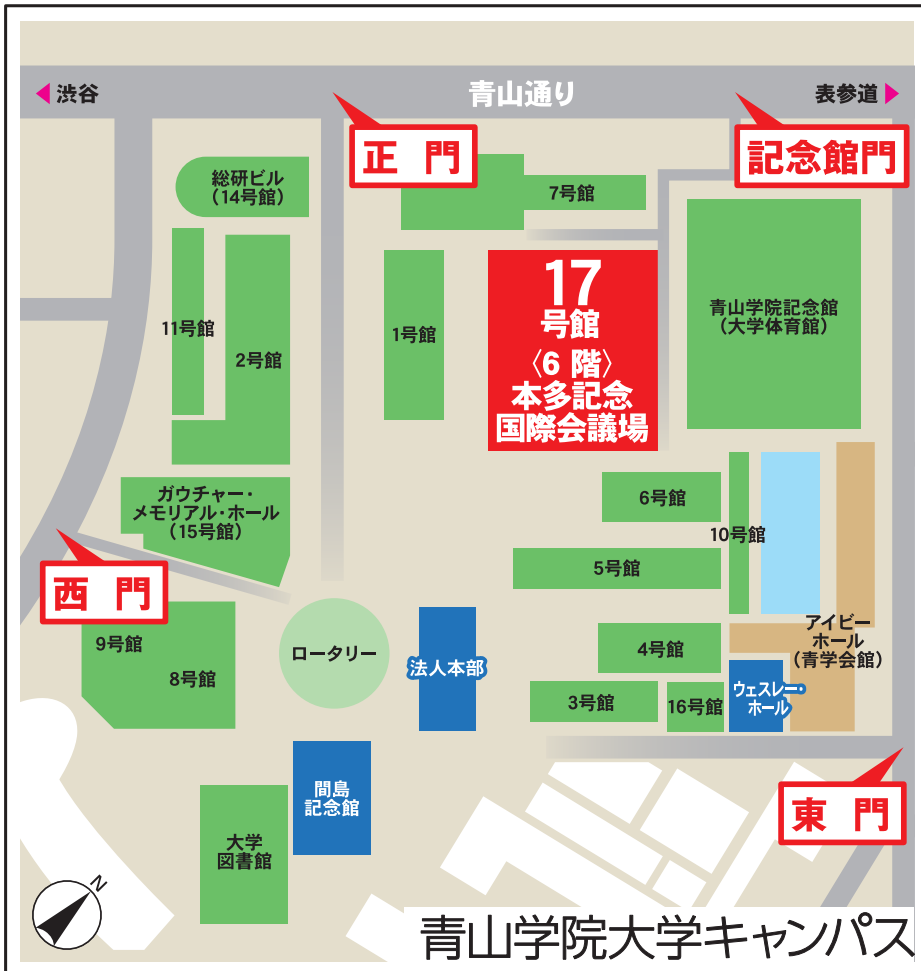 渋谷
青山通り
表参道
正 門
記念館門
総研ビル
(14号館)
7号館
17
号館
〈6 階〉
本多記念
国際会議場
青山学院記念館
(大学体育館)
11号館
2号館
1号館
ガウチャー・
メモリアル・ホール
(15号館)
6号館
10号館
5号館
西 門
9号館
8号館
ロータリー
法人本部
4号館
アイビー
ホール
(青学会館)
3号館
16号館
ウェスレー・
ホール
間島
記念館
東 門
大学
図書館
N
青山学院大学キャンパス